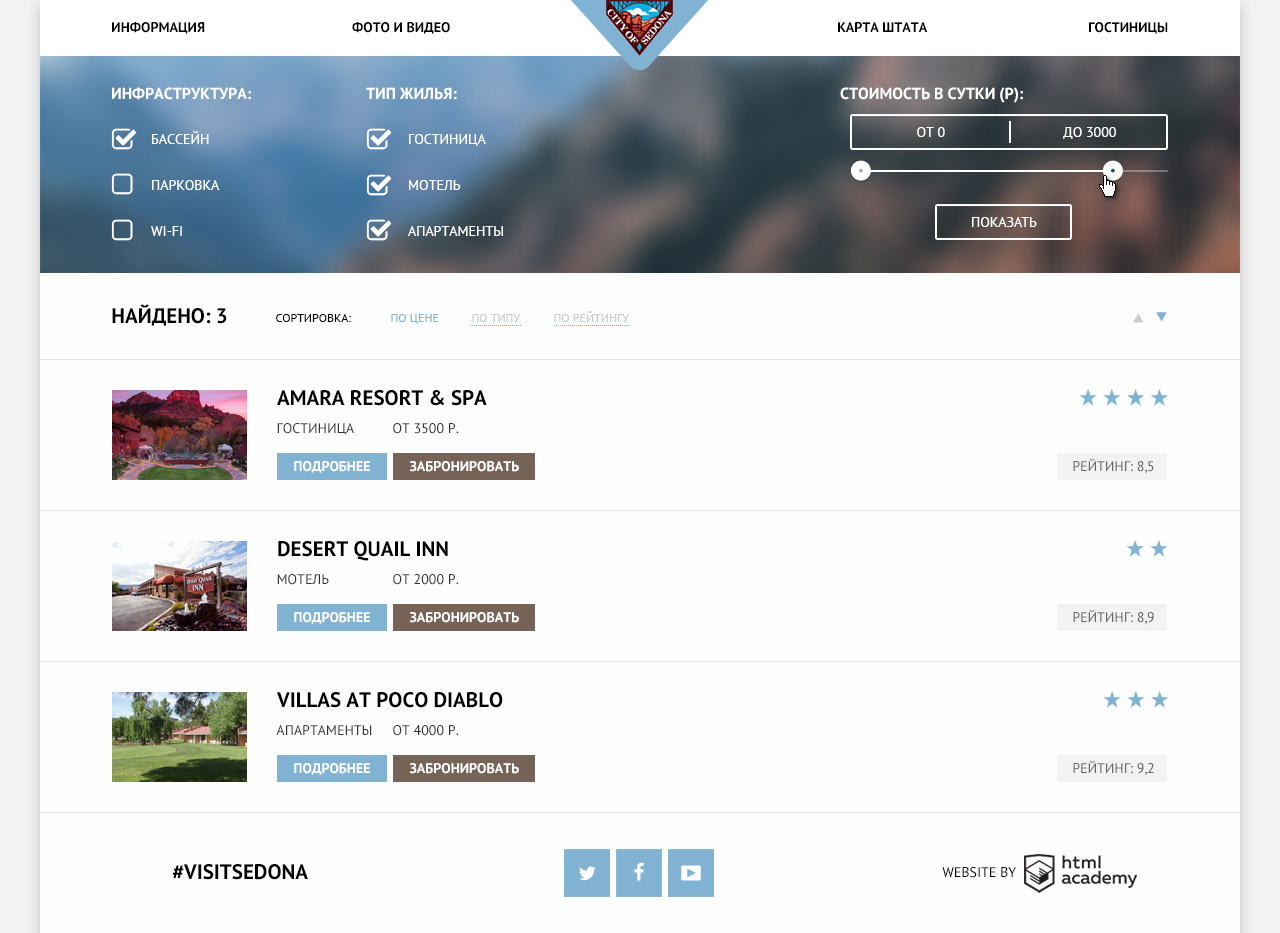 ИНФОРМАЦИЯ ФОТО И ВИДЕО КАРТА ШТАТА ГОСТИНИЦЫ
CITY OF SEDONA
ИНФРАСТРУКТУРА: ТИП ЖИЛЬЯ: СТОИМОСТЬ В СУТКИ (Р):
БАССЕЙН ГОСТИНИЦА ОТ 0 ДО 3000
ПАРКОВКА МОТЕЛЬ
WI-FI АПАРТАМЕНТЫ ПОКАЗАТЬ
НАЙДЕНО: 3 СОРТИРОВКА: ПО ЦЕНЕ ПО ТИПУ ПО РЕЙТИНГУ
AMARA RESORT & SPA
ГОСТИНИЦА ОТ 3500 Р.
ПОДРОБНЕЕ ЗАБРОНИРОВАТЬ РЕЙТИНГ: 8,5
DESERT QUAIL INN
DESERT QUAIL
INN
МОТЕЛЬ ОТ 2000 Р.
ПОДРОБНЕЕ ЗАБРОНИРОВАТЬ РЕЙТИНГ: 8,9
VILLAS AT POCO DIABLO
АПАРТАМЕНТЫ ОТ 4000 Р.
ПОДРОБНЕЕ ЗАБРОНИРОВАТЬ РЕЙТИНГ: 9,2
#VISITSEDONA WEBSITE BY html
academy